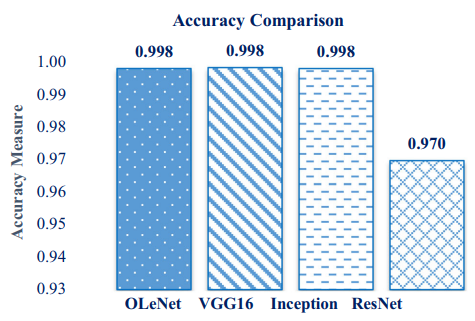 Accuracy Comparison
0.998 0.998 0.998
0.970
1.00
0.99
0.98
0.97
0.96
0.95
0.94
0.93
Accuracy Measure
OLeNet VGG16 Inception ResNet